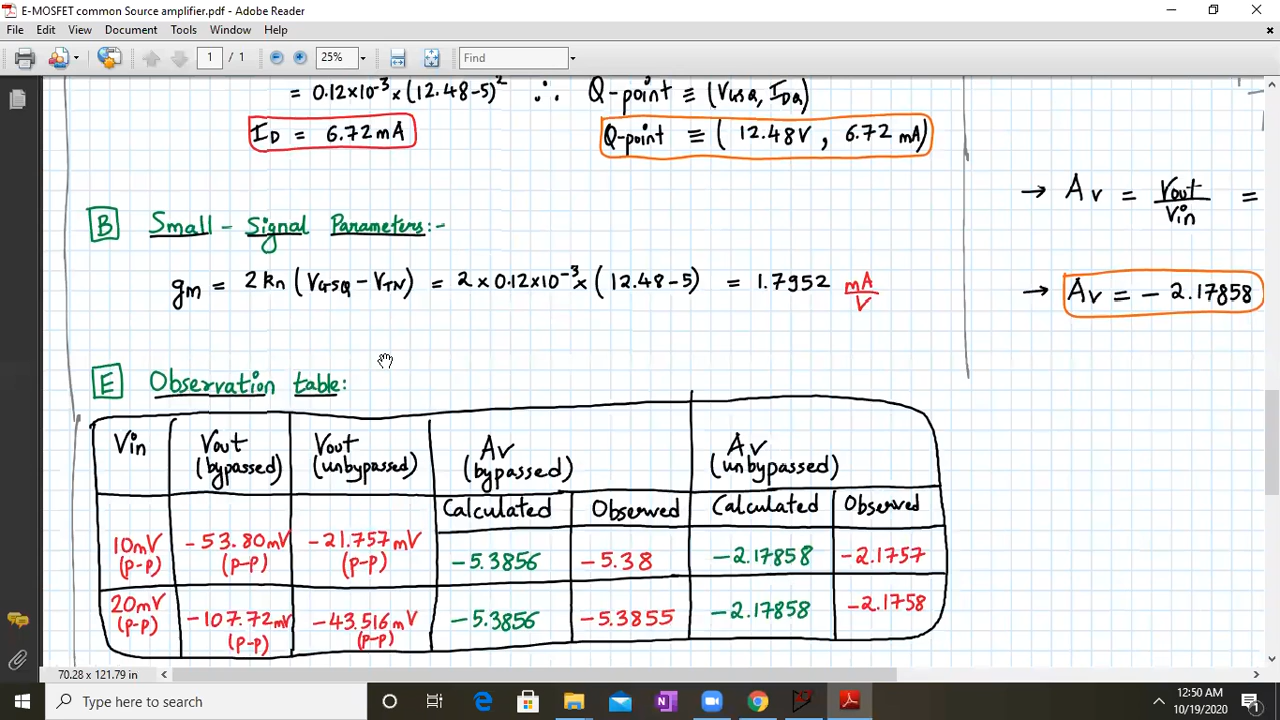 E-MOSFET common Source amplifier.pdf - Adobe Reader
File Edit View Document Tools Window Help
1 / 1 25% Find
= 0.12×10⁻³×(12.48-5)² ∴ Q-point ≡ (VGSQ, IDQ)
ID = 6.72mA
Q-point ≡ ( 12.48V , 6.72 mA)
→ Av = Vout/Vin =
B Small - Signal Parameters:-
gm = 2kn (VGSQ - VTN) = 2 × 0.12×10⁻³× (12.48-5) = 1.7952 mA/V
→ Av = - 2.17858
E Observation table:
Vin Vout (bypassed) Vout (unbypassed) Av (bypassed) Av (unbypassed)
Calculated Observed Calculated Observed
10mV (p-p) -53.80mV (p-p) -21.757mV (p-p) -5.3856 -5.38 -2.17858 -2.1757
20mV (p-p) -107.72mV (p-p) -43.516mV (p-p) -5.3856 -5.3855 -2.17858 -2.1758
70.28 x 121.79 in
Type here to search
12:50 AM
10/19/2020